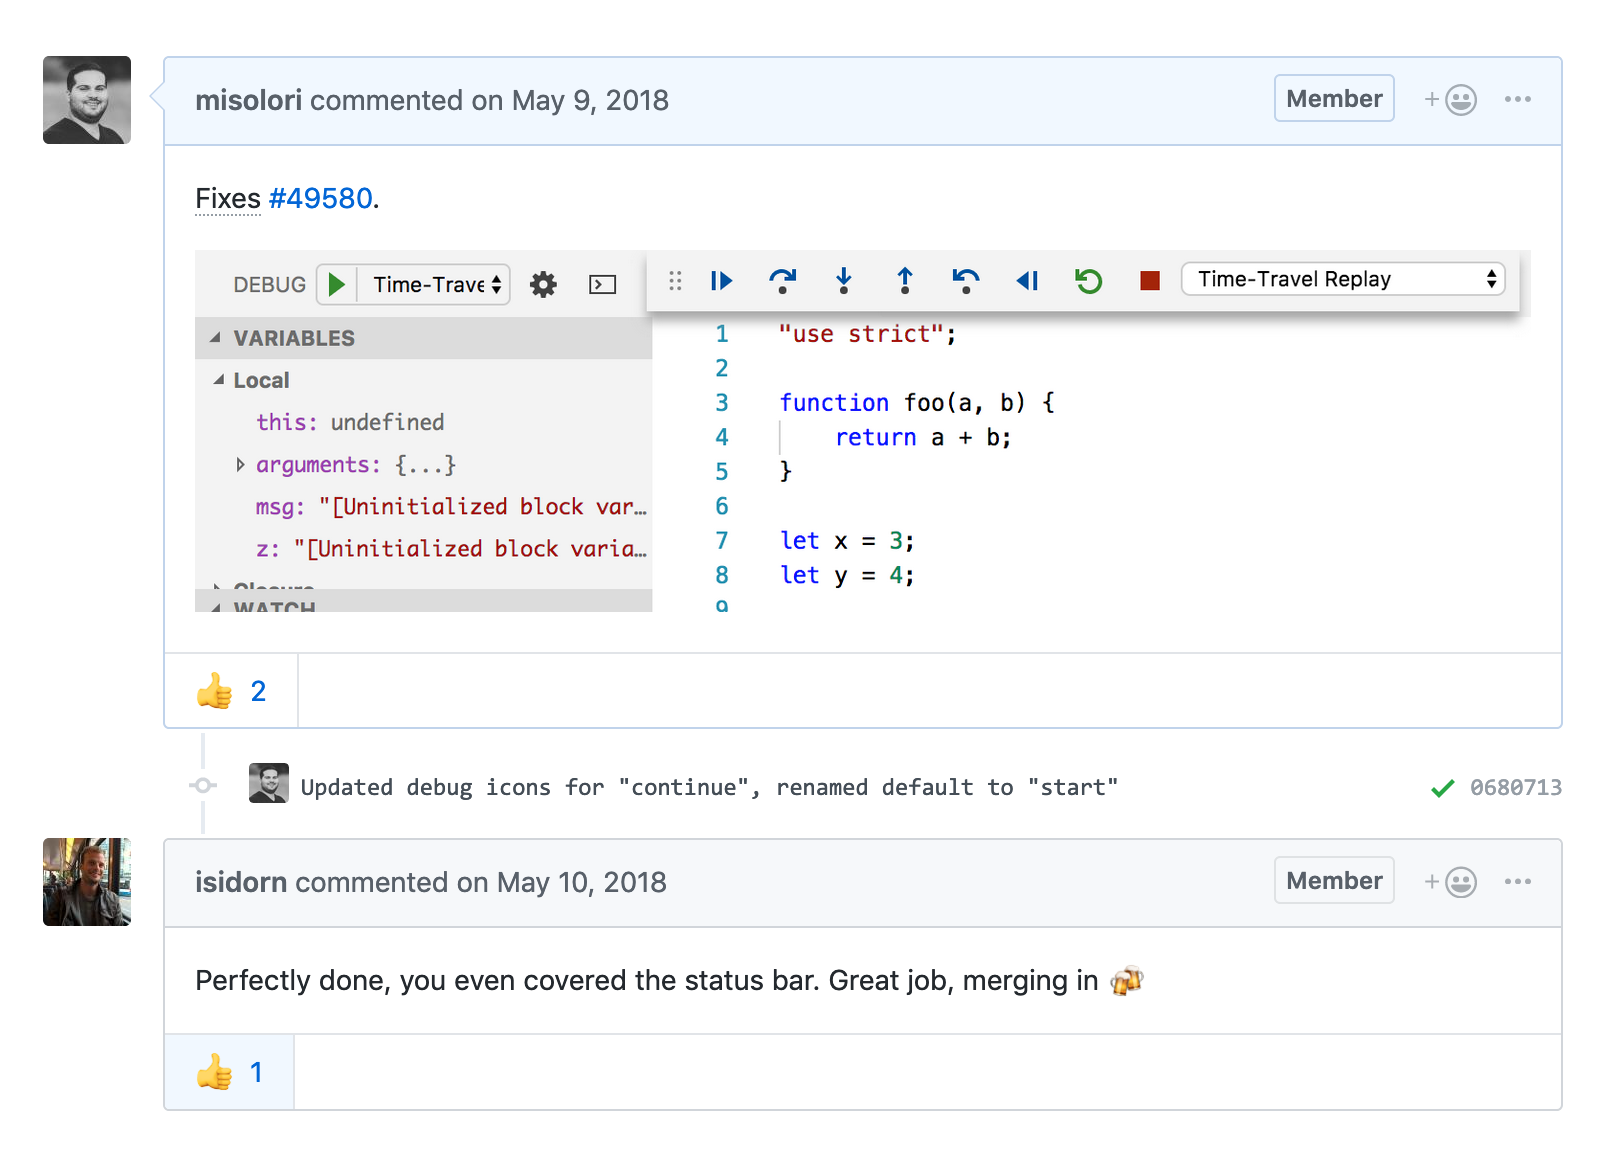 misolori commented on May 9, 2018 Member
Fixes #49580.
DEBUG Time-Trave Time-Travel Replay
VARIABLES
Local
this: undefined
arguments: {...}
msg: "[Uninitialized block var…
z: "[Uninitialized block varia…
Closure
WATCH
1 "use strict";
2
3 function foo(a, b) {
4 return a + b;
5 }
6
7 let x = 3;
8 let y = 4;
9
2
Updated debug icons for "continue", renamed default to "start" 0680713
isidorn commented on May 10, 2018 Member
Perfectly done, you even covered the status bar. Great job, merging in
1